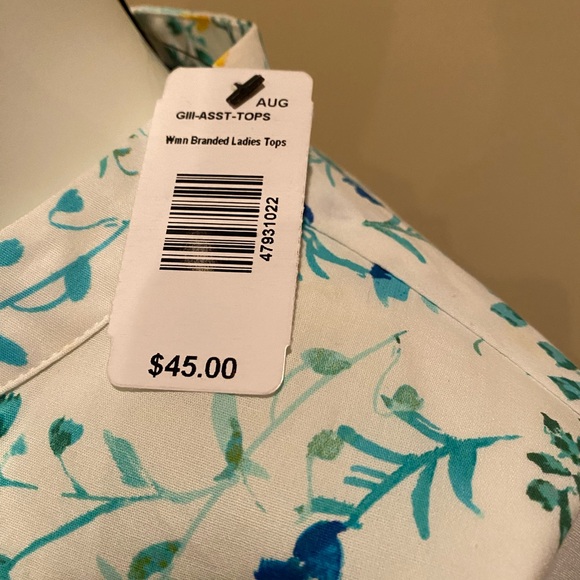 AUG
GIII-ASST-TOPS
Wmn Branded Ladies Tops
47931022
$45.00